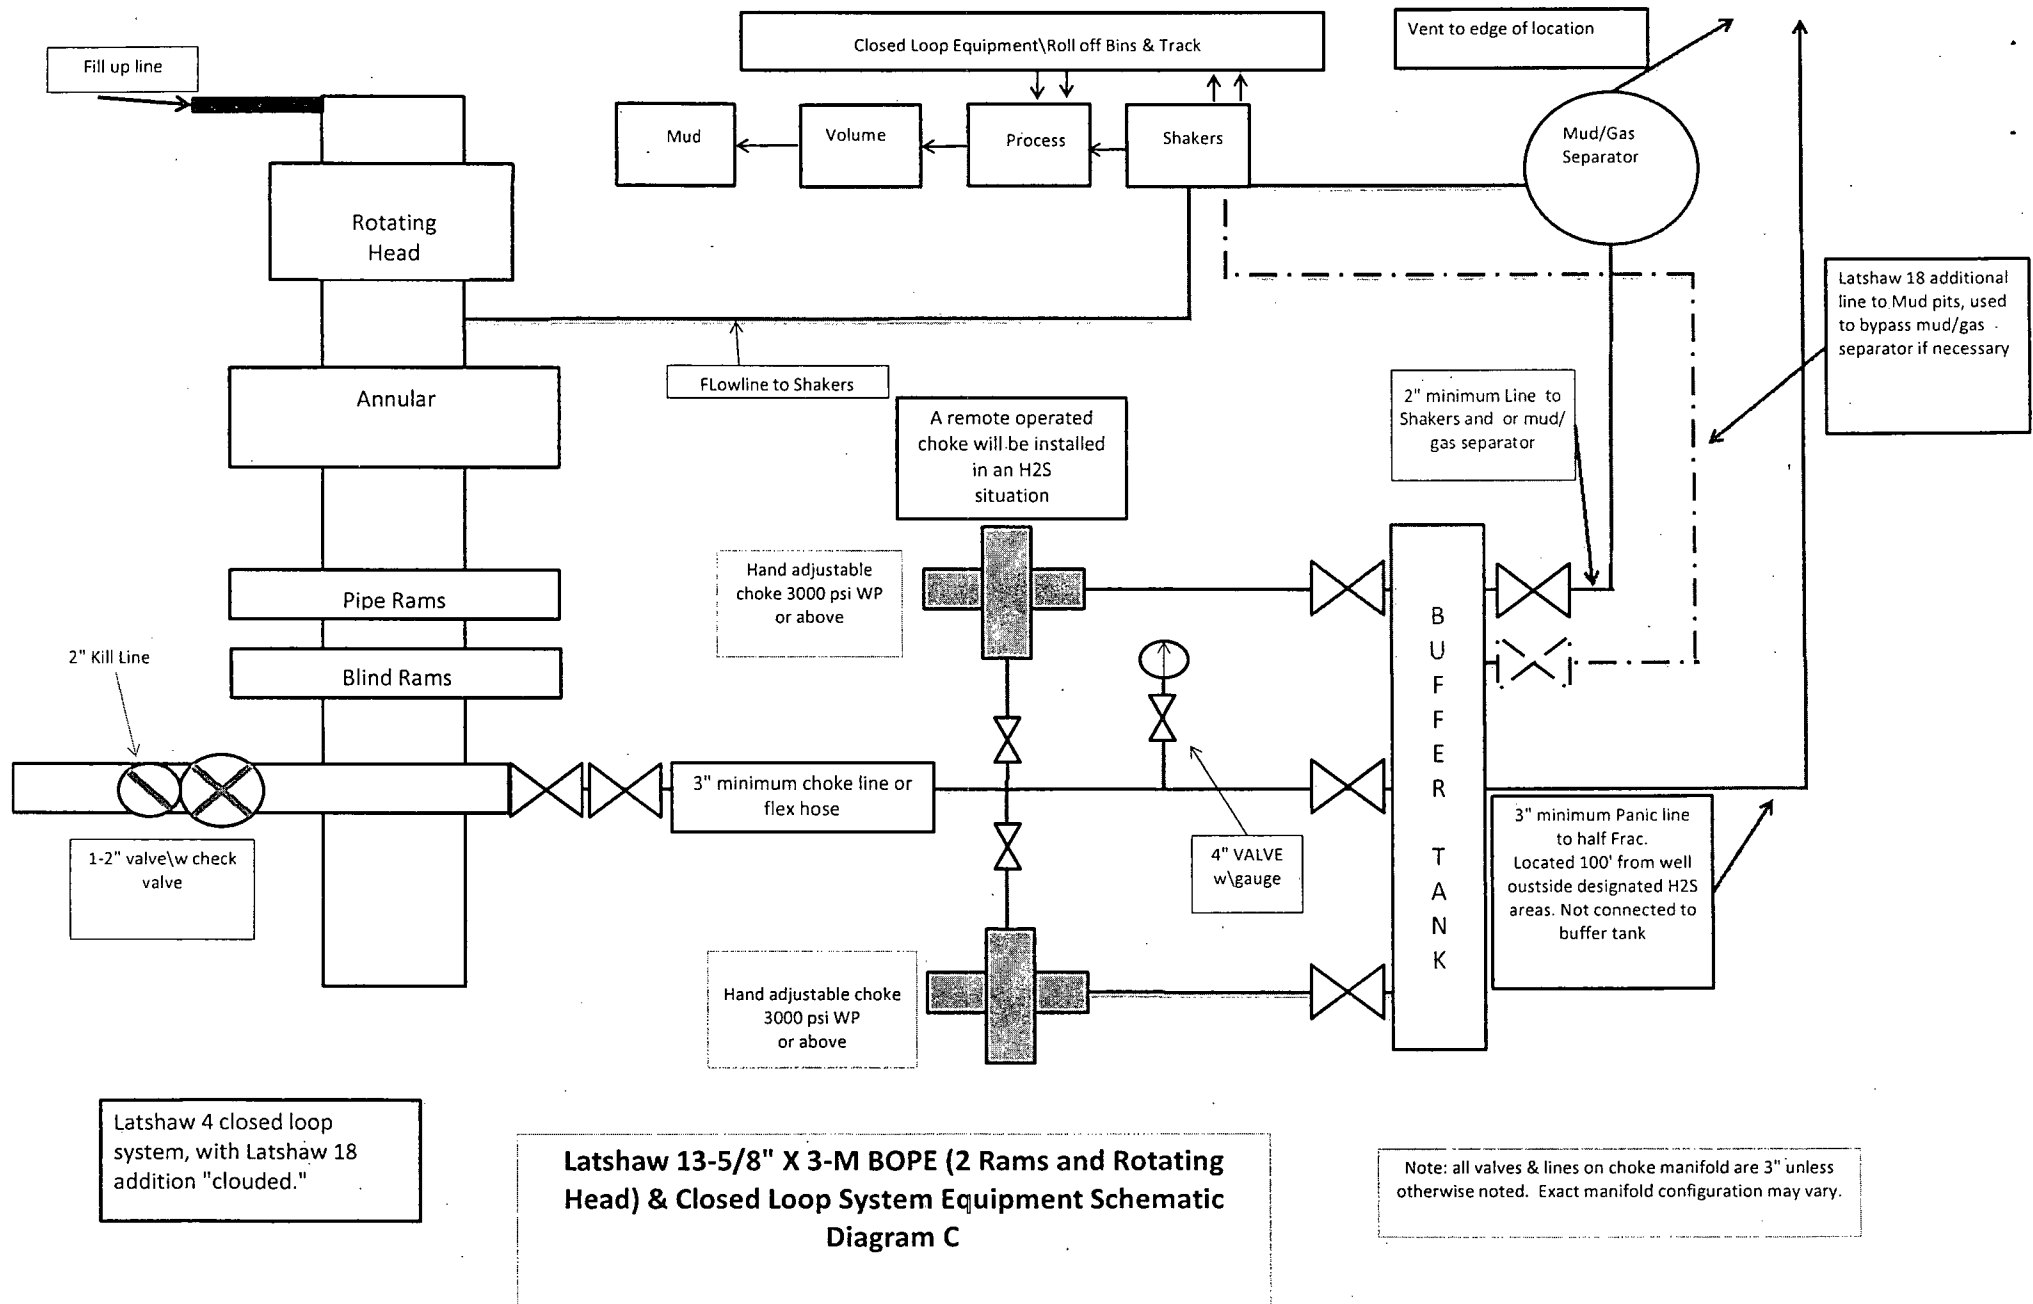 Fill up line
Closed Loop Equipment\Roll off Bins & Track
Vent to edge of location
Mud
Volume
Process
Shakers
Mud/Gas
Separator
Rotating
Head
Latshaw 18 additional
line to Mud pits, used
to bypass mud/gas
separator if necessary
FLowline to Shakers
Annular
A remote operated
choke will be installed
in an H2S
situation
2" minimum Line to
Shakers and or mud/
gas separator
Hand adjustable
choke 3000 psi WP
or above
Pipe Rams
Blind Rams
2" Kill Line
B
U
F
F
E
R
T
A
N
K
3" minimum choke line or
flex hose
1-2" valve\w check
valve
4" VALVE
w\gauge
3" minimum Panic line
to half Frac.
Located 100' from well
oustside designated H2S
areas. Not connected to
buffer tank
Hand adjustable choke
3000 psi WP
or above
Latshaw 4 closed loop
system, with Latshaw 18
addition "clouded."
Latshaw 13-5/8" X 3-M BOPE (2 Rams and Rotating
Head) & Closed Loop System Equipment Schematic
Diagram C
Note: all valves & lines on choke manifold are 3" unless
otherwise noted. Exact manifold configuration may vary.